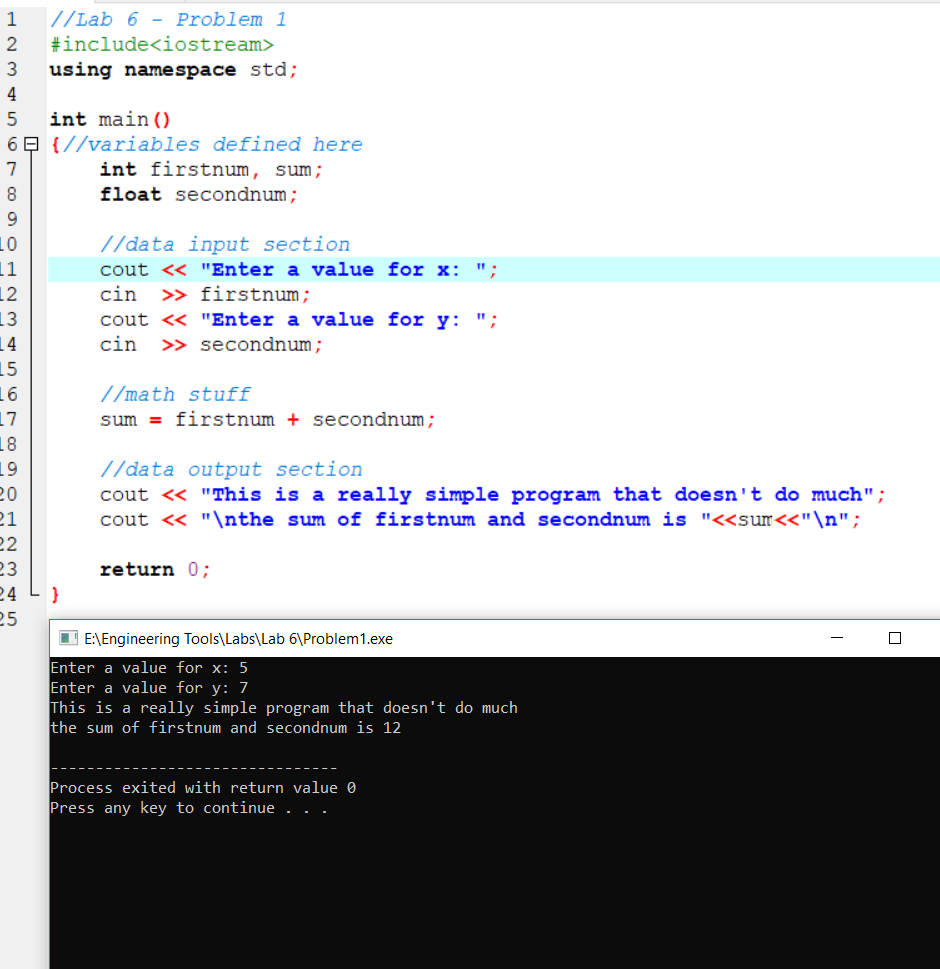 1 //Lab 6 - Problem 1
2 #include<iostream>
3 using namespace std;
4
5 int main()
6 {//variables defined here
7 int firstnum, sum;
8 float secondnum;
9
10 //data input section
11 cout << "Enter a value for x: ";
12 cin  >> firstnum;
13 cout << "Enter a value for y: ";
14 cin  >> secondnum;
15
16 //math stuff
17 sum = firstnum + secondnum;
18
19 //data output section
20 cout << "This is a really simple program that doesn't do much";
21 cout << "\nthe sum of firstnum and secondnum is "<<sum<<"\n";
22
23 return 0;
24 }
25
E:\Engineering Tools\Labs\Lab 6\Problem1.exe
Enter a value for x: 5
Enter a value for y: 7
This is a really simple program that doesn't do much
the sum of firstnum and secondnum is 12
--------------------------------
Process exited with return value 0
Press any key to continue . . .